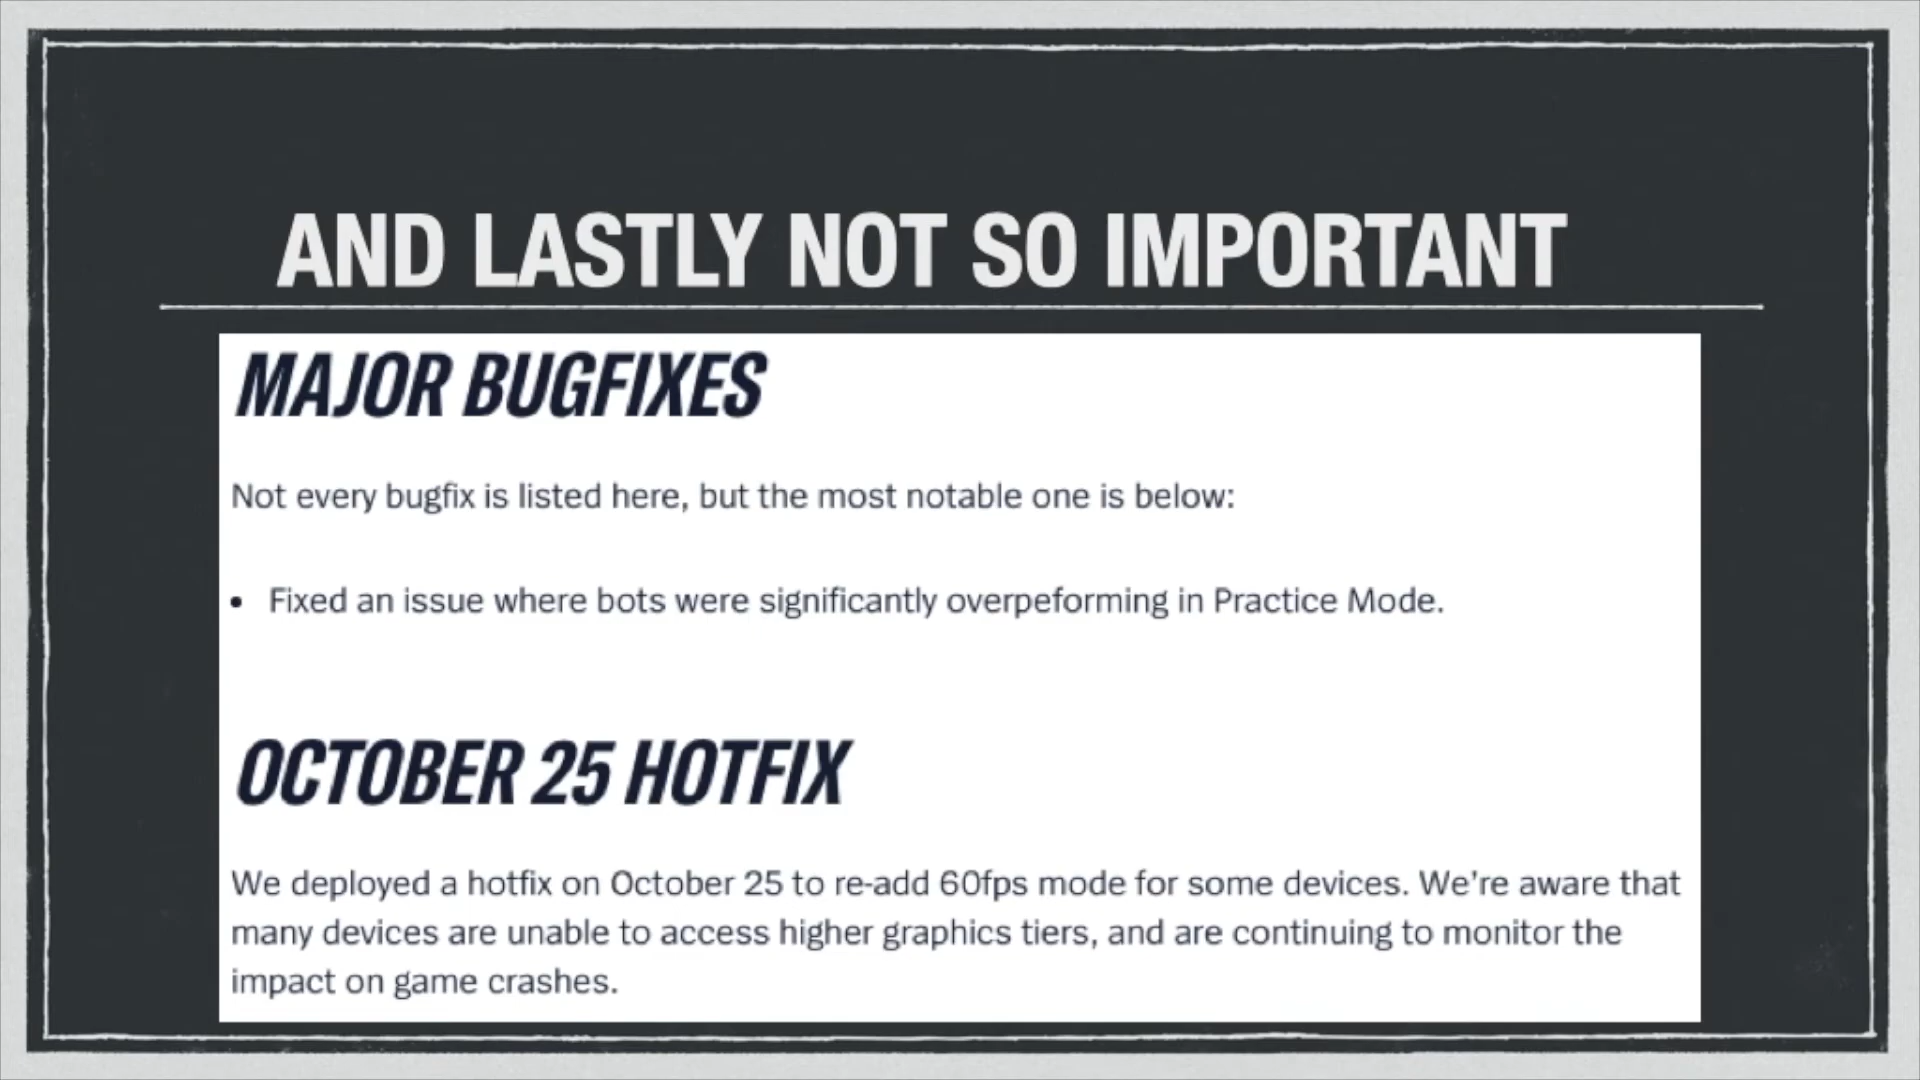 AND LASTLY NOT SO IMPORTANT
MAJOR BUGFIXES
Not every bugfix is listed here, but the most notable one is below:
• Fixed an issue where bots were significantly overpeforming in Practice Mode.
OCTOBER 25 HOTFIX
We deployed a hotfix on October 25 to re-add 60fps mode for some devices. We're aware that
many devices are unable to access higher graphics tiers, and are continuing to monitor the
impact on game crashes.